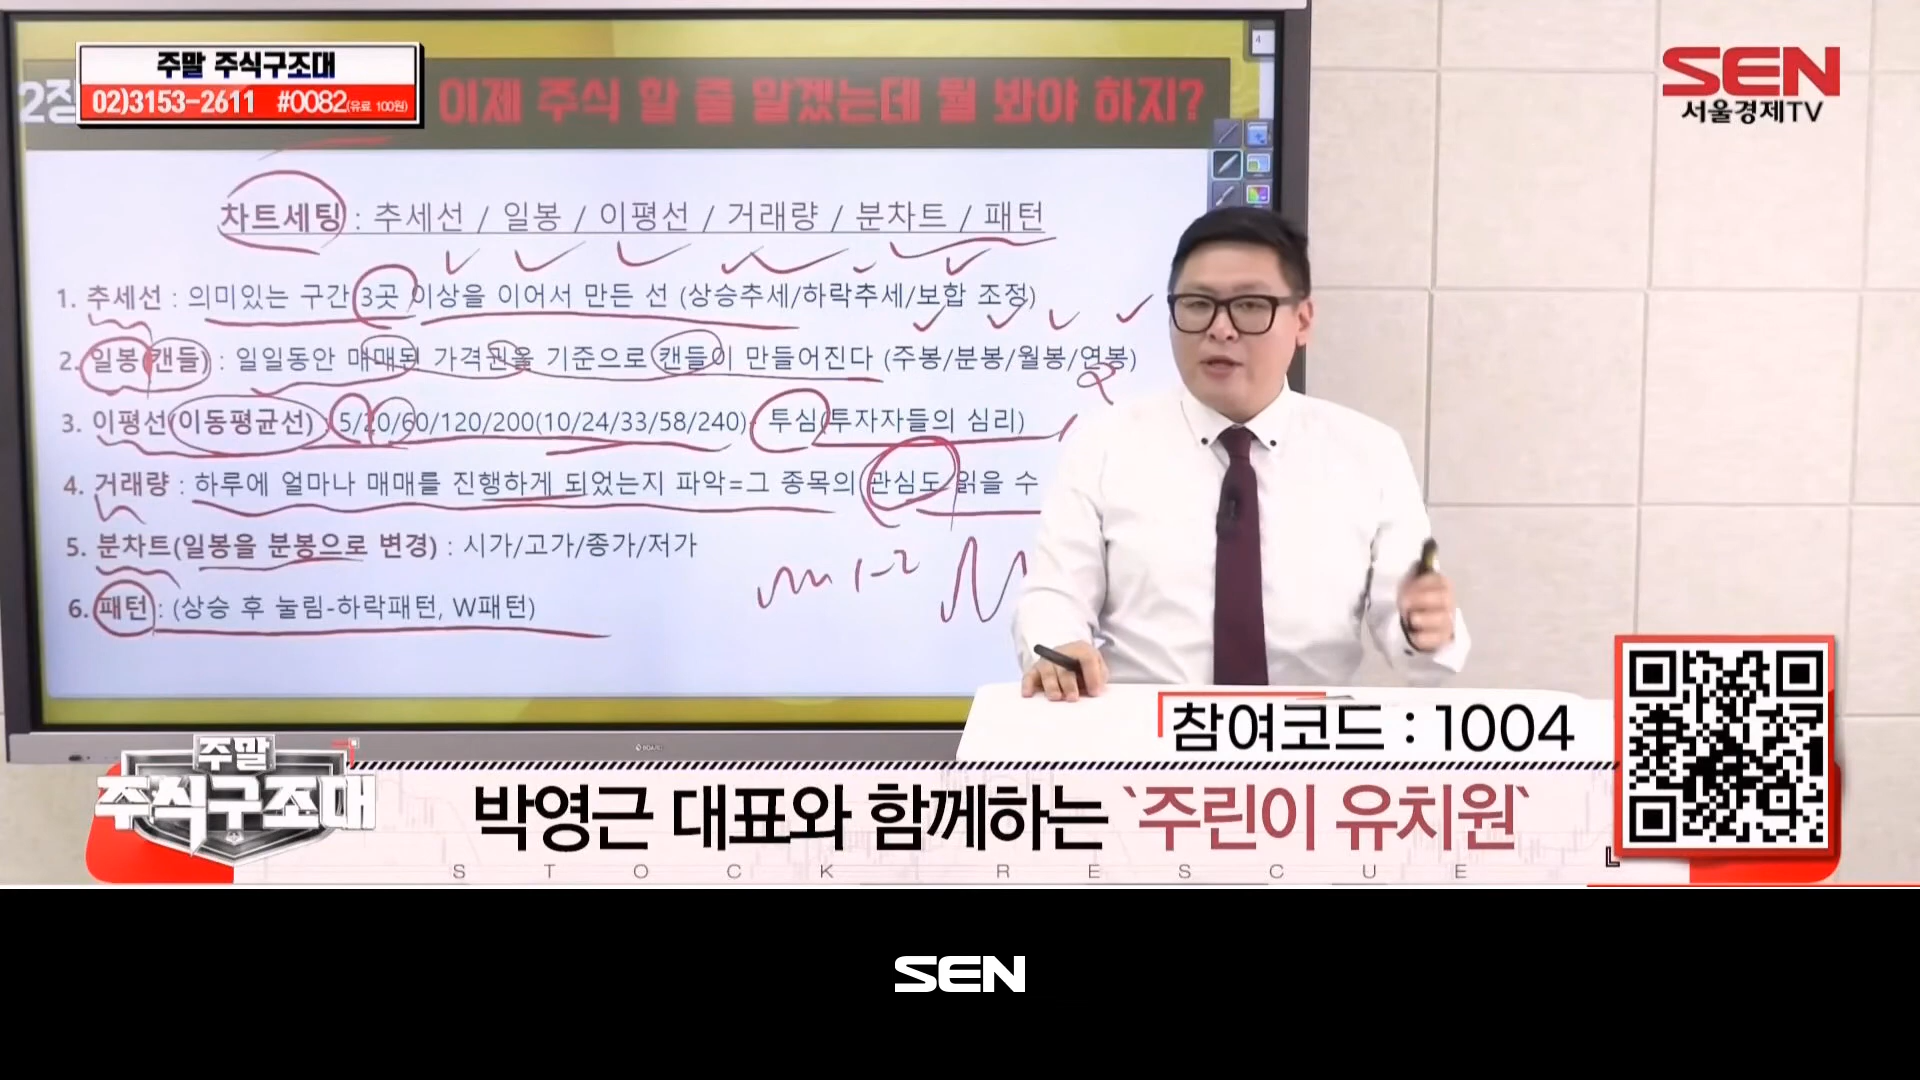 주말 주식구조대
02)3153-2611 #0082(유료 100원)
2장
이제 주식 할 줄 알겠는데 뭘 봐야 하지?
4
SEN
서울경제TV
차트세팅 : 추세선 / 일봉 / 이평선 / 거래량 / 분차트 / 패턴
1. 추세선 : 의미있는 구간 3곳 이상을 이어서 만든 선 (상승추세/하락추세/보합 조정)
2. 일봉(캔들) : 일일동안 매매된 가격권을 기준으로 캔들이 만들어진다 (주봉/분봉/월봉/연봉)
3. 이평선(이동평균선) : 5/20/60/120/200(10/24/33/58/240) 투심(투자자들의 심리)
4. 거래량 : 하루에 얼마나 매매를 진행하게 되었는지 파악=그 종목의 관심도 읽을 수
5. 분차트(일봉을 분봉으로 변경) : 시가/고가/종가/저가
1-2
6. 패턴 : (상승 후 눌림-하락패턴, W패턴)
참여코드 : 1004
주말
주식구조대
박영근 대표와 함께하는 `주린이 유치원`
STOCK RESCUE
SEN